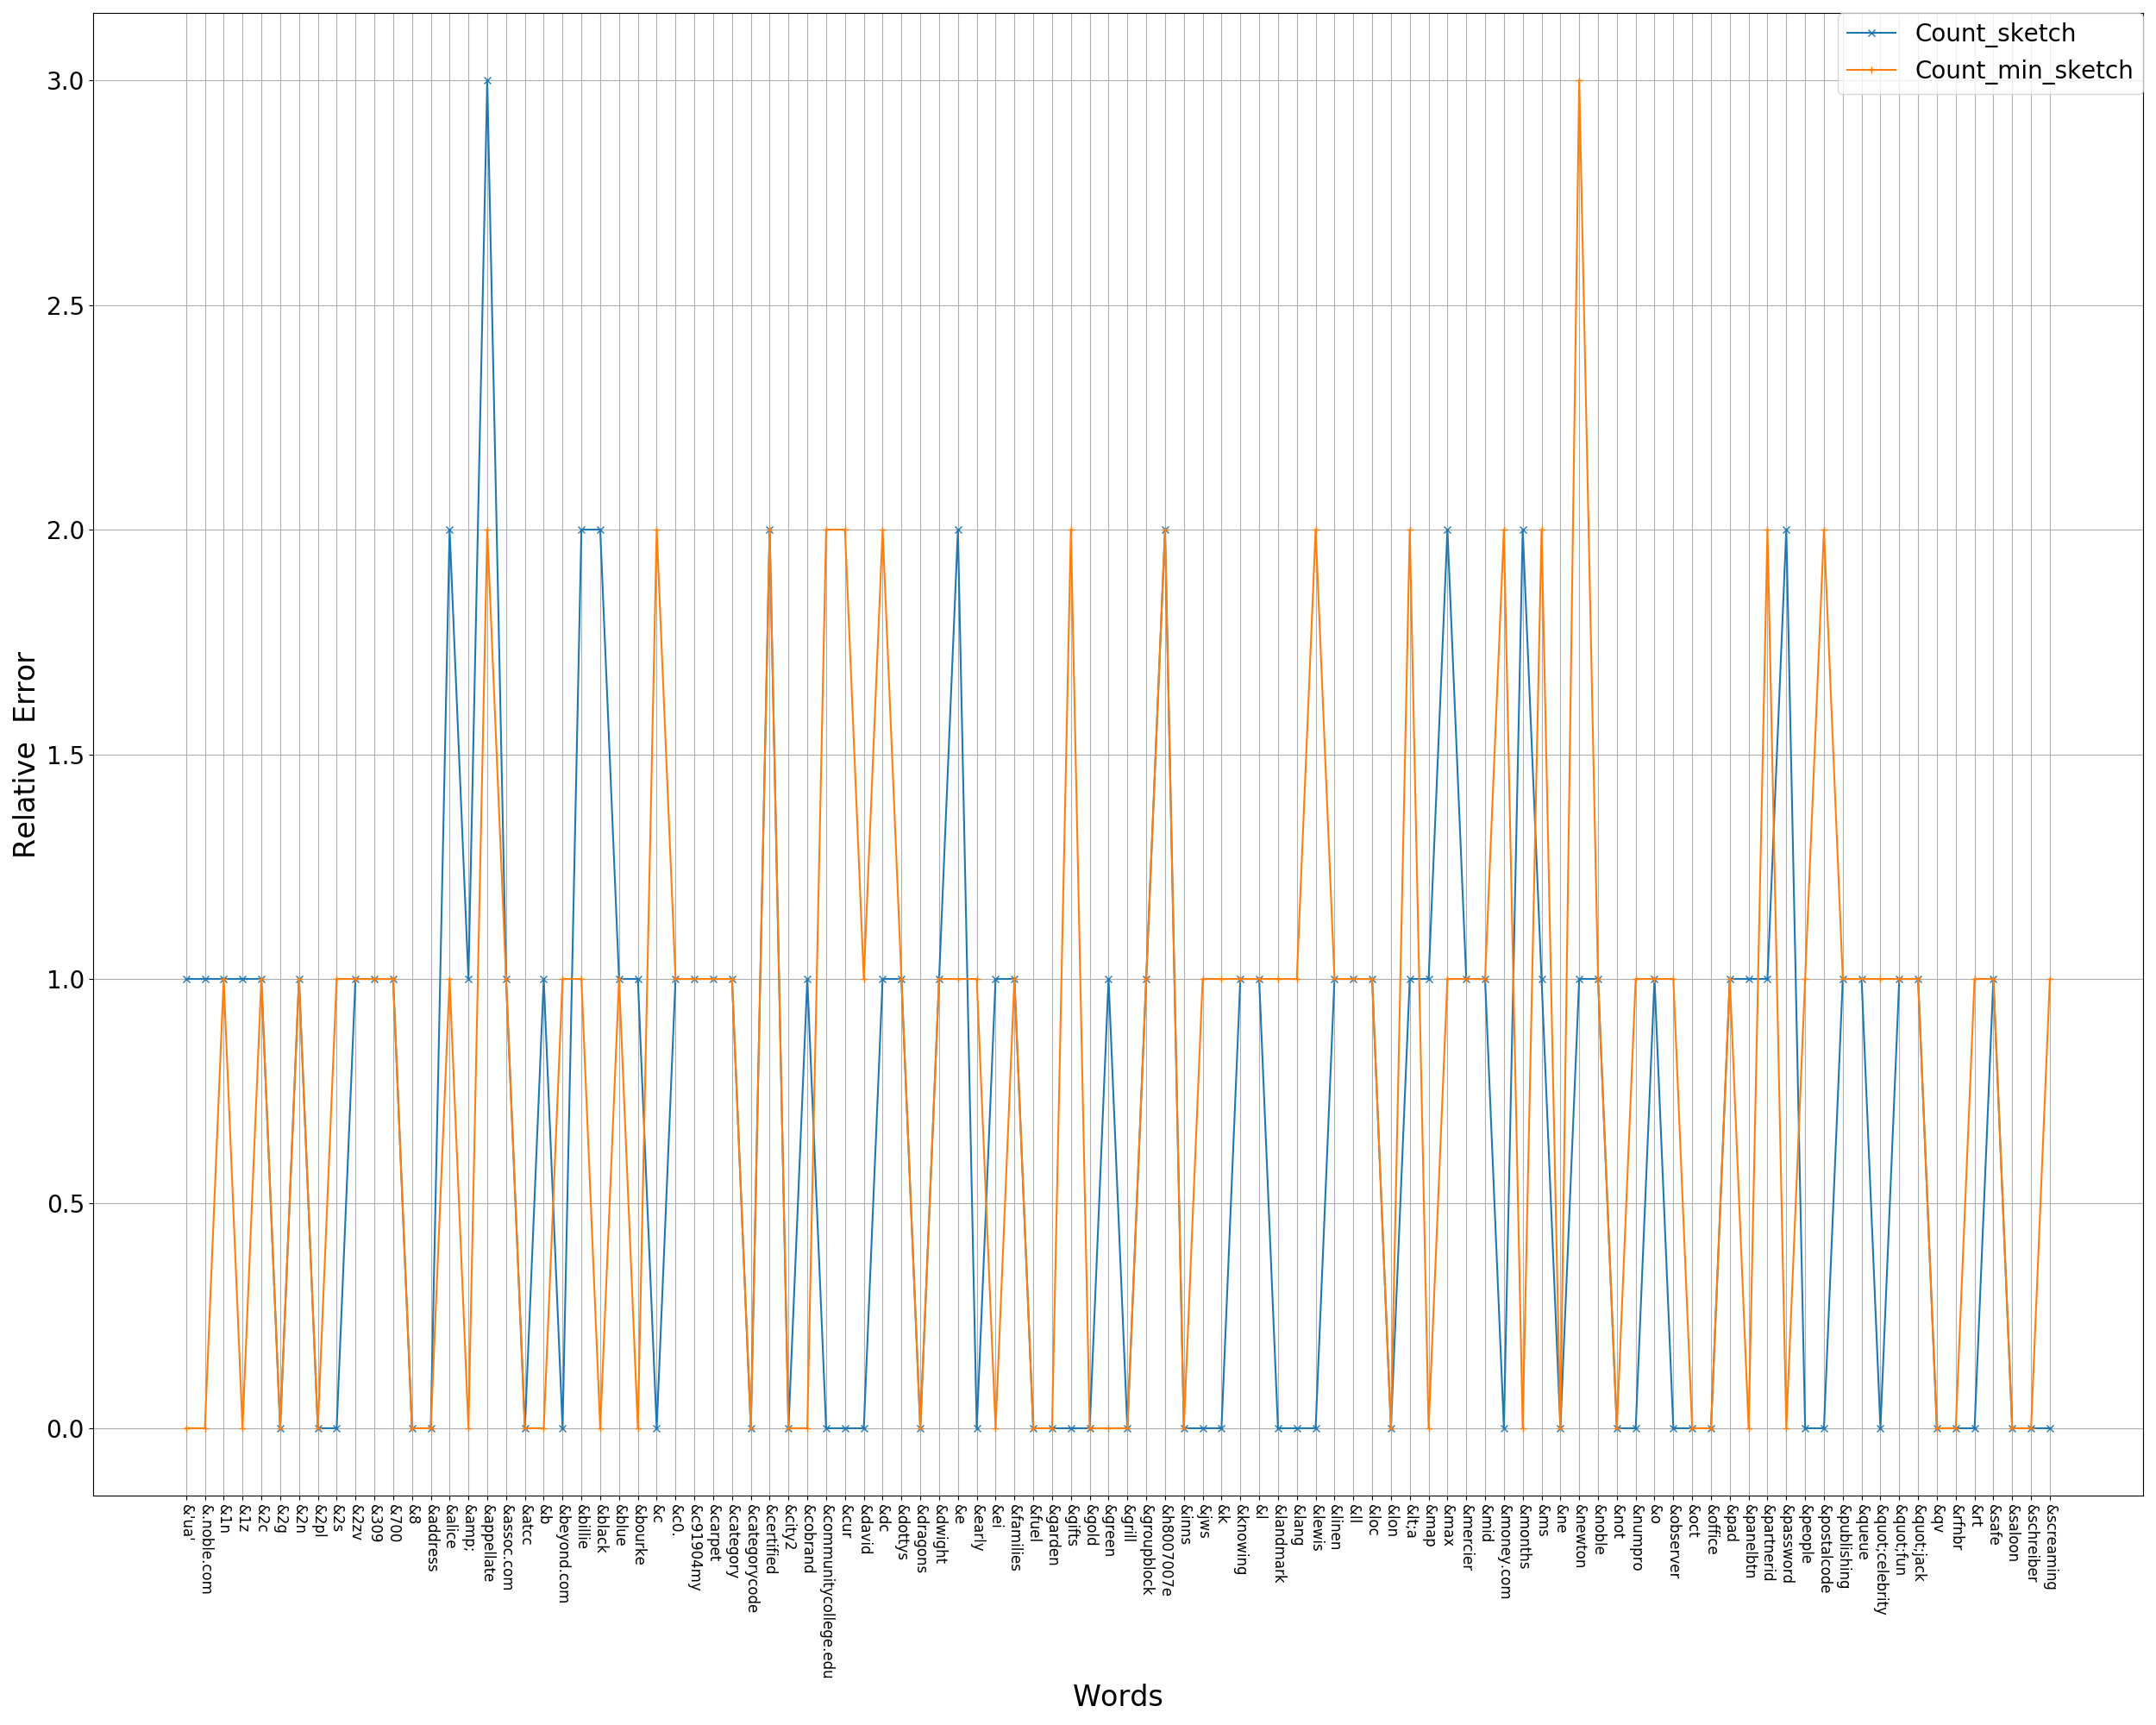 Count_sketch
Count_min_sketch
3.0
2.5
2.0
1.5
1.0
0.5
0.0
Relative Error
&'ua'
&.noble.com
&1n
&1z
&2c
&2g
&2n
&2pl
&2s
&2zv
&309
&700
&8
&address
&alice
&amp;
&appellate
&assoc.com
&atcc
&b
&beyond.com
&billie
&black
&blue
&bourke
&c
&c0.
&c91904my
&carpet
&category
&categorycode
&certified
&city2
&cobrand
&communitycollege.edu
&cur
&david
&dc
&dottys
&dragons
&dwight
&e
&early
&ei
&families
&fuel
&garden
&gifts
&gold
&green
&grill
&groupblock
&h8007007e
&inns
&jws
&k
&knowing
&l
&landmark
&lang
&lewis
&linen
&ll
&loc
&lon
&lt;a
&map
&max
&mercier
&mid
&money.com
&months
&ms
&ne
&newton
&noble
&not
&numpro
&o
&observer
&oct
&office
&pad
&panelbtn
&partnerid
&password
&people
&postalcode
&publishing
&queue
&quot;celebrity
&quot;fun
&quot;jack
&qv
&rfnbr
&rt
&safe
&saloon
&schreiber
&screaming
Words